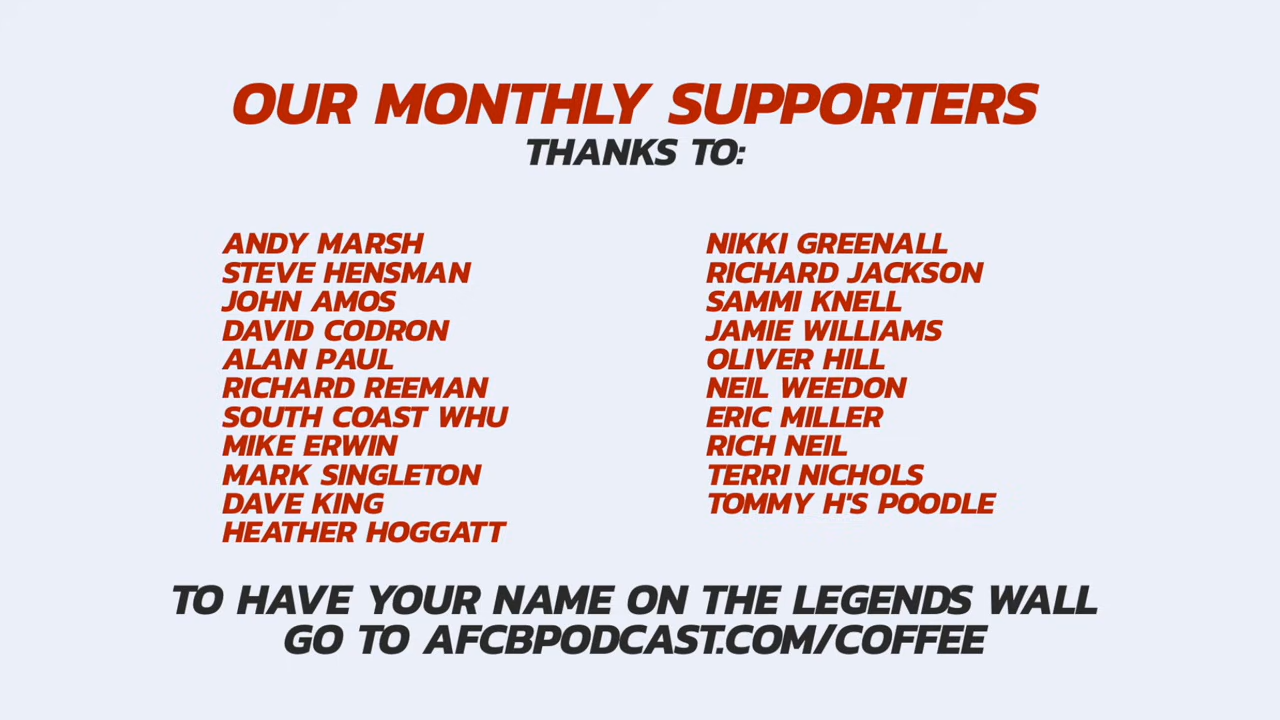 OUR MONTHLY SUPPORTERS
THANKS TO:
ANDY MARSH
STEVE HENSMAN
JOHN AMOS
DAVID CODRON
ALAN PAUL
RICHARD REEMAN
SOUTH COAST WHU
MIKE ERWIN
MARK SINGLETON
DAVE KING
HEATHER HOGGATT
NIKKI GREENALL
RICHARD JACKSON
SAMMI KNELL
JAMIE WILLIAMS
OLIVER HILL
NEIL WEEDON
ERIC MILLER
RICH NEIL
TERRI NICHOLS
TOMMY H'S POODLE
TO HAVE YOUR NAME ON THE LEGENDS WALL
GO TO AFCBPODCAST.COM/COFFEE